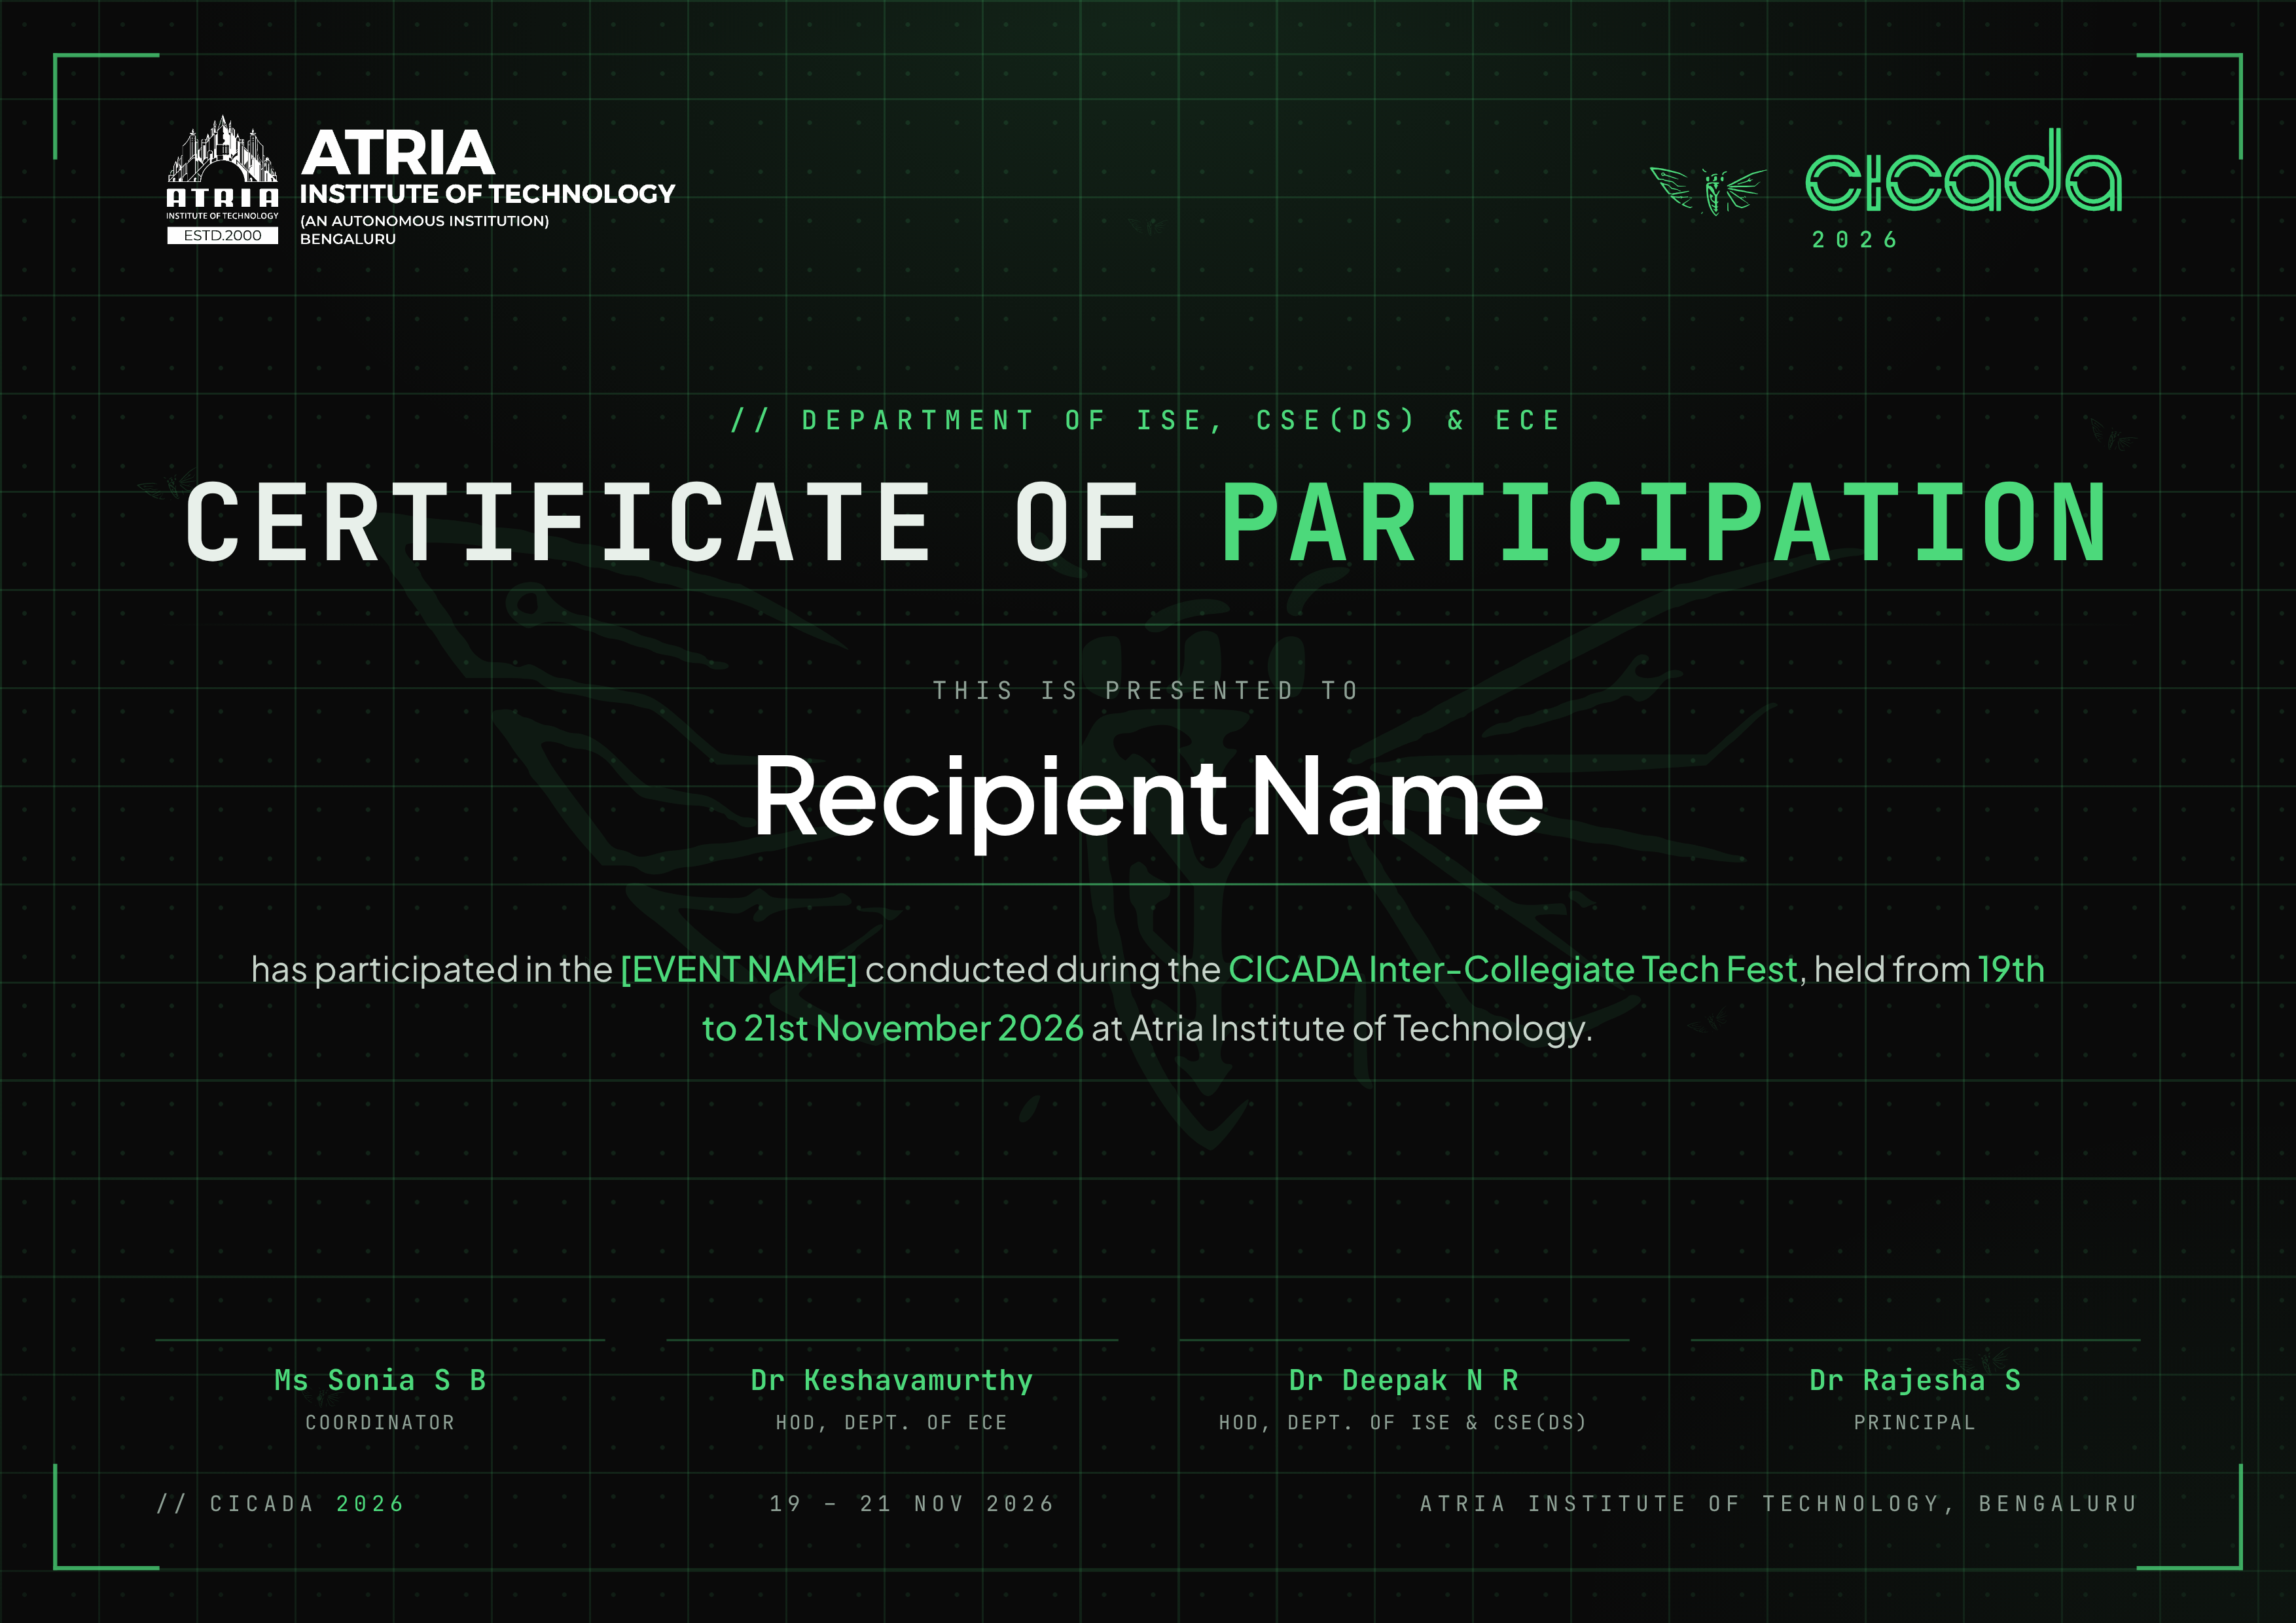 ATRIA
INSTITUTE OF TECHNOLOGY
ESTD.2000
ATRIA
INSTITUTE OF TECHNOLOGY
(AN AUTONOMOUS INSTITUTION)
BENGALURU
cicada
2026
// DEPARTMENT OF ISE, CSE(DS) & ECE
CERTIFICATE OF PARTICIPATION
THIS IS PRESENTED TO
Recipient Name
has participated in the [EVENT NAME] conducted during the CICADA Inter-Collegiate Tech Fest, held from 19th
to 21st November 2026 at Atria Institute of Technology.
Ms Sonia S B
COORDINATOR
Dr Keshavamurthy
HOD, DEPT. OF ECE
Dr Deepak N R
HOD, DEPT. OF ISE & CSE(DS)
Dr Rajesha S
PRINCIPAL
// CICADA 2026
19 – 21 NOV 2026
ATRIA INSTITUTE OF TECHNOLOGY, BENGALURU